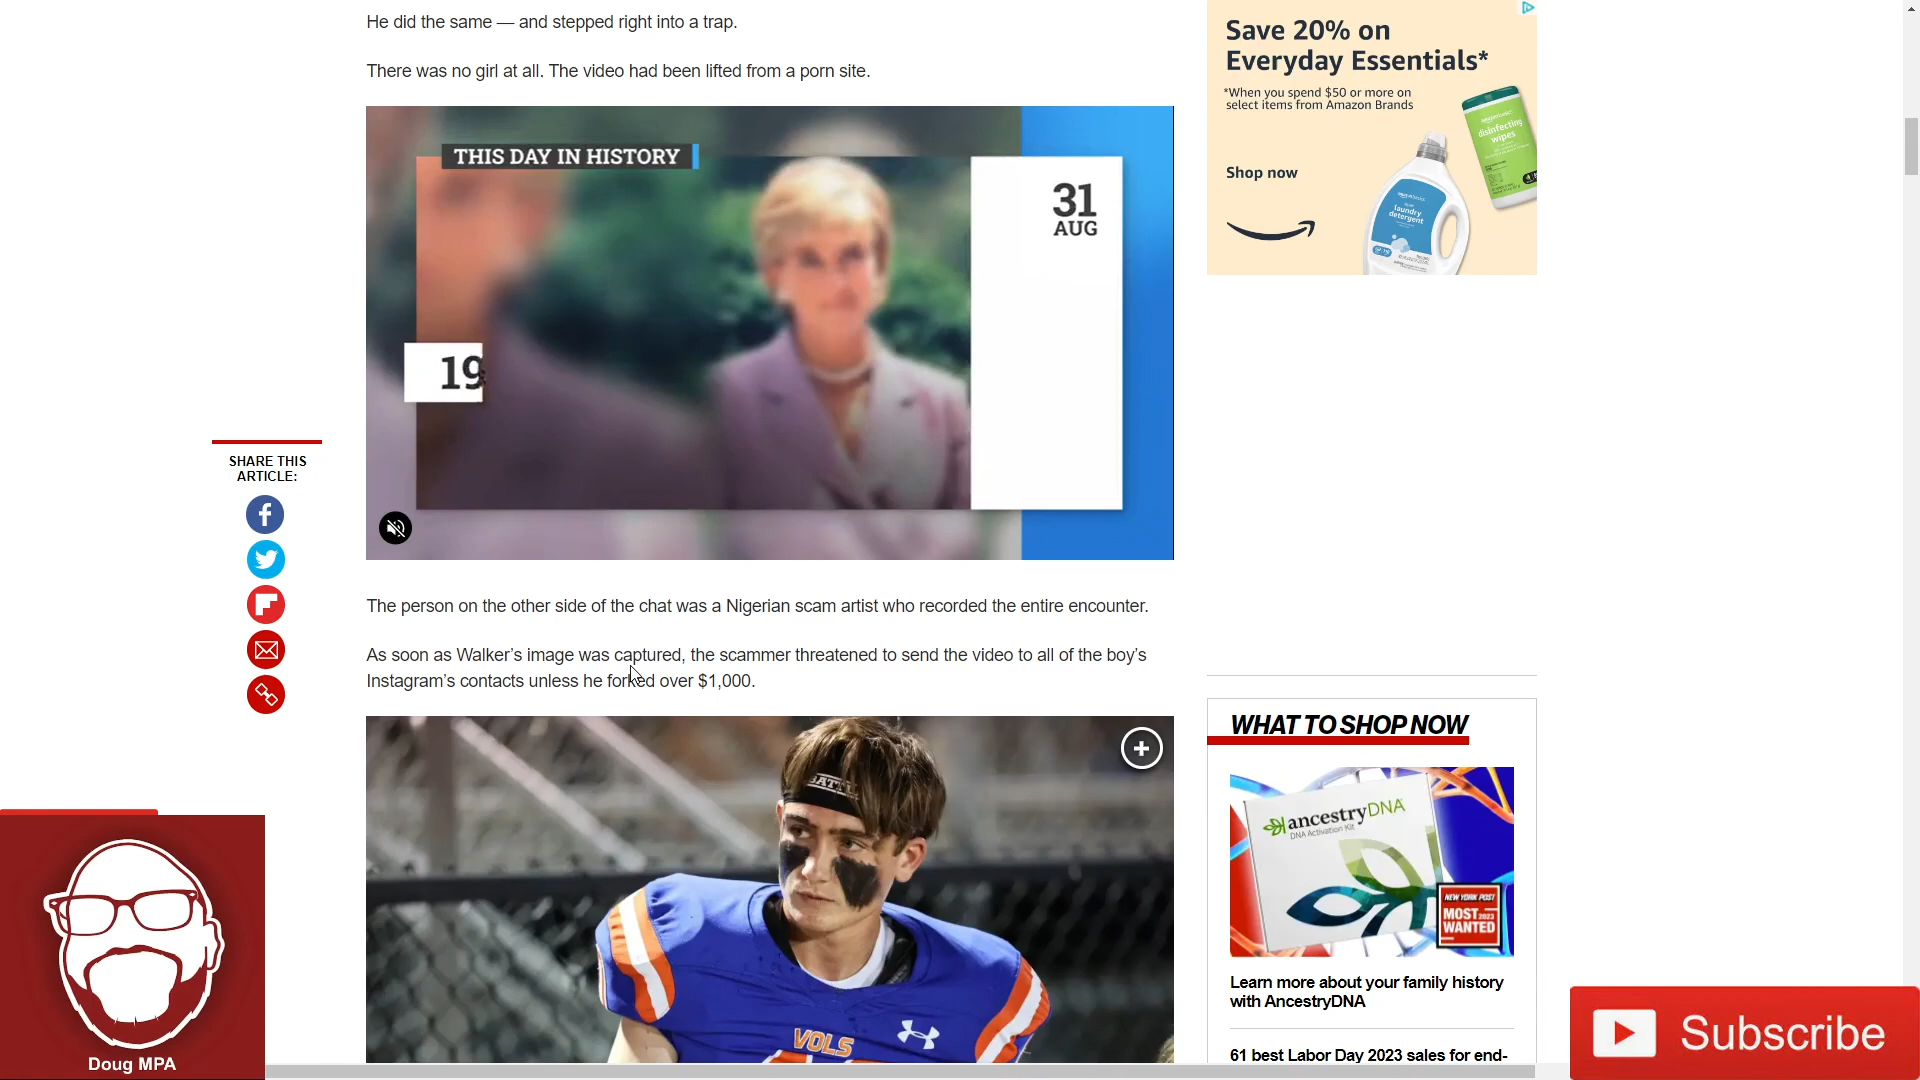 He did the same — and stepped right into a trap.
There was no girl at all. The video had been lifted from a porn site.
THIS DAY IN HISTORY
31
AUG
19
SHARE THIS
ARTICLE:
The person on the other side of the chat was a Nigerian scam artist who recorded the entire encounter.
As soon as Walker’s image was captured, the scammer threatened to send the video to all of the boy’s
Instagram’s contacts unless he forked over $1,000.
BATTL
VOLS
Save 20% on
Everyday Essentials*
*When you spend $50 or more on
select items from Amazon Brands
Shop now
disinfecting
wipes
laundry
detergent
WHAT TO SHOP NOW
ancestryDNA
DNA Activation Kit
NEW YORK POST
MOST
2023
WANTED
Learn more about your family history
with AncestryDNA
61 best Labor Day 2023 sales for end-
Doug MPA
Subscribe